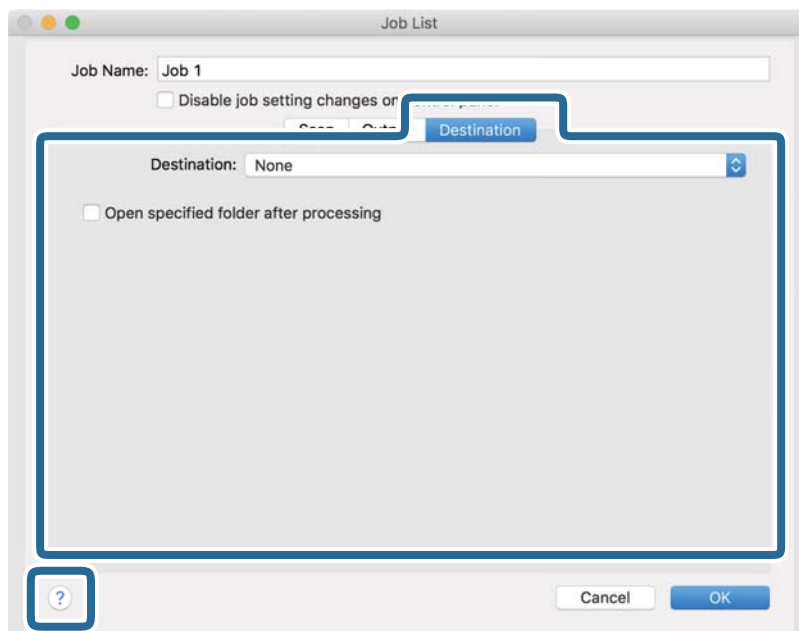 Job List
Job Name: Job 1
Disable job setting changes on
Destination
Destination: None
Open specified folder after processing
?
Cancel OK